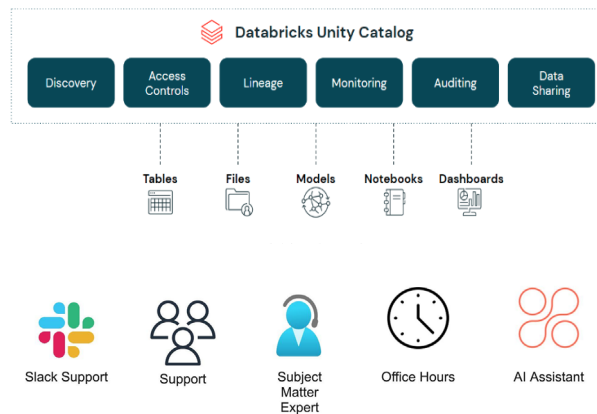 Databricks Unity Catalog
Discovery
Access
Controls
Lineage
Monitoring
Auditing
Data
Sharing
Tables
Files
Models
Notebooks
Dashboards
Slack Support
Support
Subject
Matter
Expert
Office Hours
AI Assistant